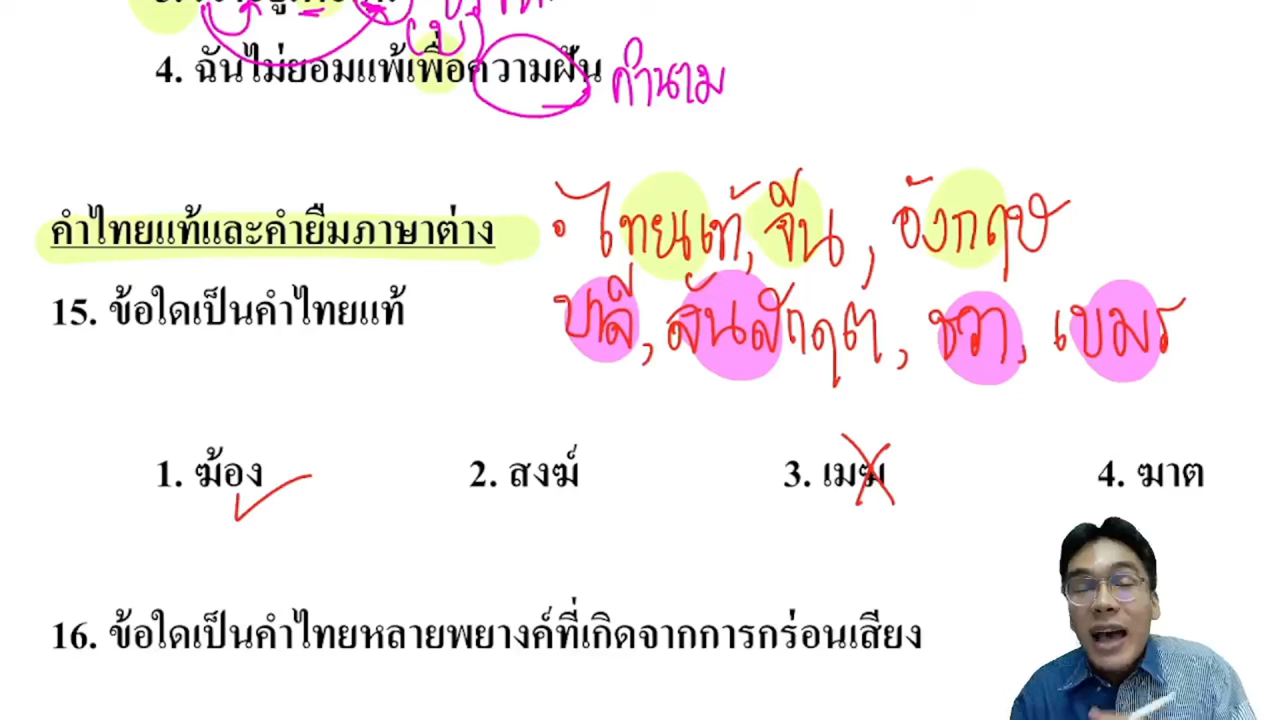 4. ฉันไม่ยอมแพ้เพื่อความฝัน คำนาม
คำไทยแท้และคำยืมภาษาต่าง
• ไทยแท้, จีน, อังกฤษ
บาลี, สันสกฤต, ชวา, เขมร
15. ข้อใดเป็นคำไทยแท้
1. ฆ้อง 2. สงฆ์ 3. เมฆ 4. ฆาต
16. ข้อใดเป็นคำไทยหลายพยางค์ที่เกิดจากการกร่อนเสียง